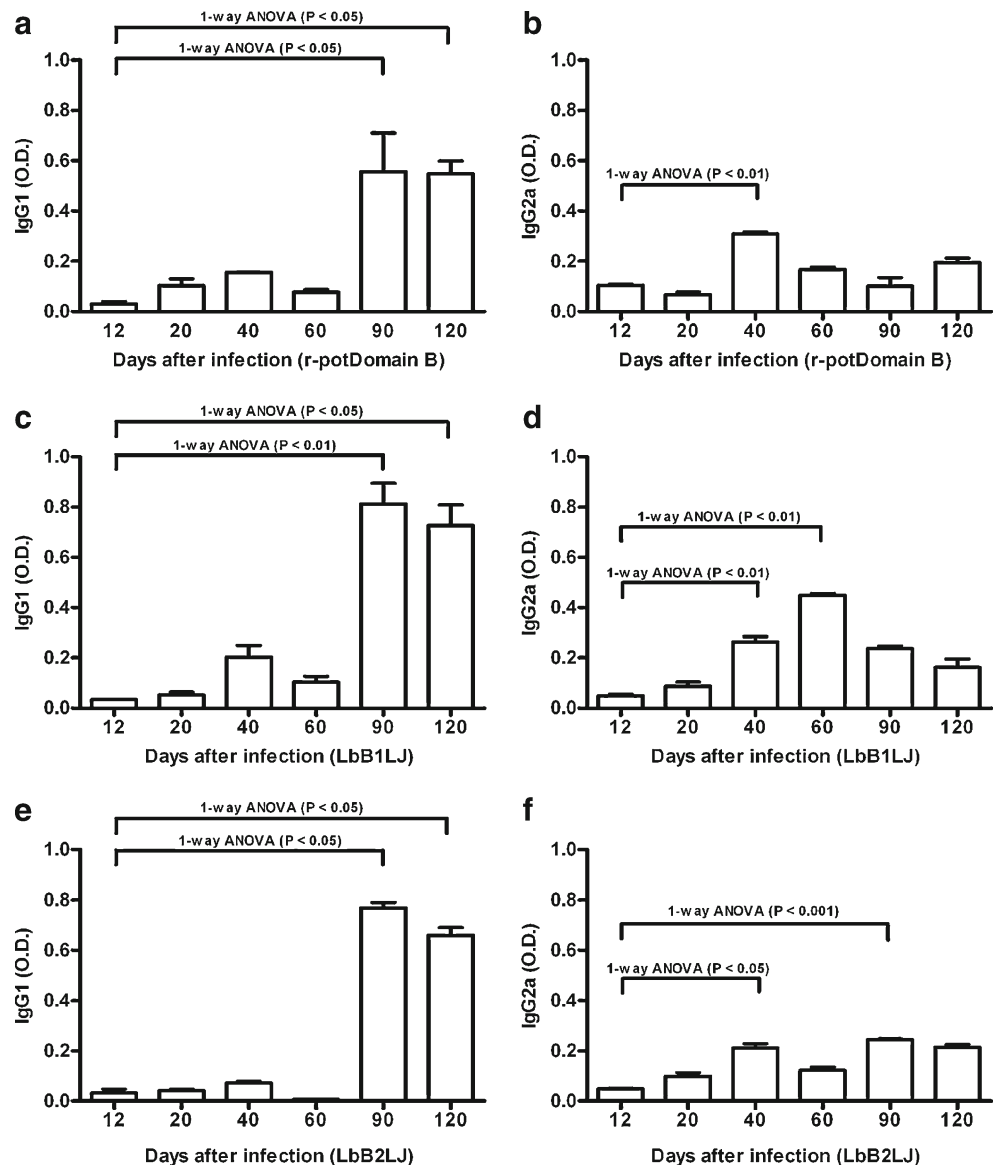 a
1-way ANOVA (P < 0.05)
1-way ANOVA (P < 0.05)
1.0
0.8
0.6
0.4
0.2
0.0
IgG1 (O.D.)
12 20 40 60 90 120
Days after infection (r-potDomain B)
b
1-way ANOVA (P < 0.01)
1.0
0.8
0.6
0.4
0.2
0.0
IgG2a (O.D.)
12 20 40 60 90 120
Days after infection (r-potDomain B)
c
1-way ANOVA (P < 0.05)
1-way ANOVA (P < 0.01)
1.0
0.8
0.6
0.4
0.2
0.0
IgG1 (O.D.)
12 20 40 60 90 120
Days after infection (LbB1LJ)
d
1-way ANOVA (P < 0.01)
1-way ANOVA (P < 0.01)
1.0
0.8
0.6
0.4
0.2
0.0
IgG2a (O.D.)
12 20 40 60 90 120
Days after infection (LbB1LJ)
e
1-way ANOVA (P < 0.05)
1-way ANOVA (P < 0.05)
1.0
0.8
0.6
0.4
0.2
0.0
IgG1 (O.D.)
12 20 40 60 90 120
Days after infection (LbB2LJ)
f
1-way ANOVA (P < 0.001)
1-way ANOVA (P < 0.05)
1.0
0.8
0.6
0.4
0.2
0.0
IgG2a (O.D.)
12 20 40 60 90 120
Days after infection (LbB2LJ)